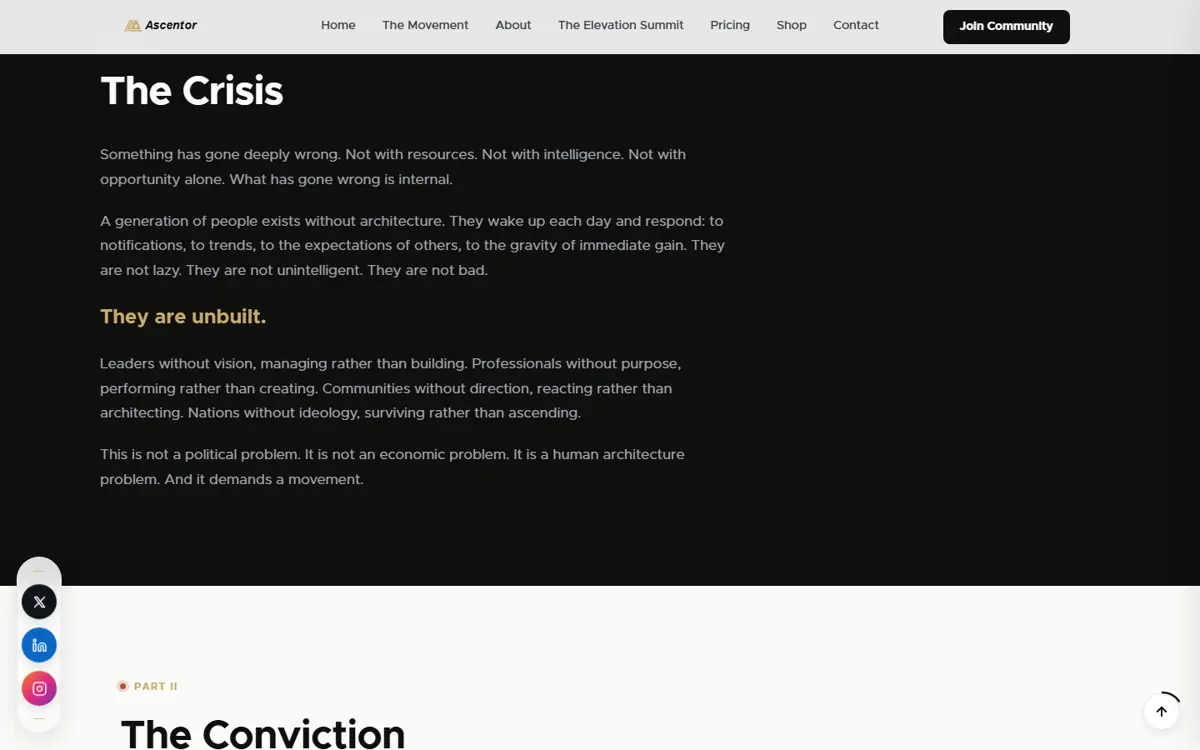 Ascentor
Home
The Movement
About
The Elevation Summit
Pricing
Shop
Contact
Join Community
The Crisis
Something has gone deeply wrong. Not with resources. Not with intelligence. Not with
opportunity alone. What has gone wrong is internal.
A generation of people exists without architecture. They wake up each day and respond: to
notifications, to trends, to the expectations of others, to the gravity of immediate gain. They
are not lazy. They are not unintelligent. They are not bad.
They are unbuilt.
Leaders without vision, managing rather than building. Professionals without purpose,
performing rather than creating. Communities without direction, reacting rather than
architecting. Nations without ideology, surviving rather than ascending.
This is not a political problem. It is not an economic problem. It is a human architecture
problem. And it demands a movement.
PART II
The Conviction